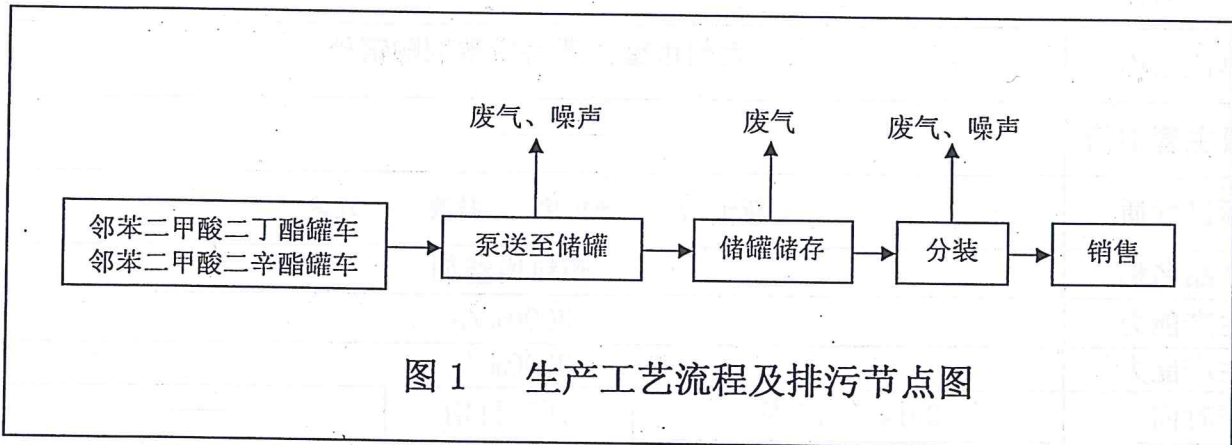 废气、噪声
废气
废气、噪声
邻苯二甲酸二丁酯罐车
邻苯二甲酸二辛酯罐车
泵送至储罐
储罐储存
分装
销售
图1 生产工艺流程及排污节点图